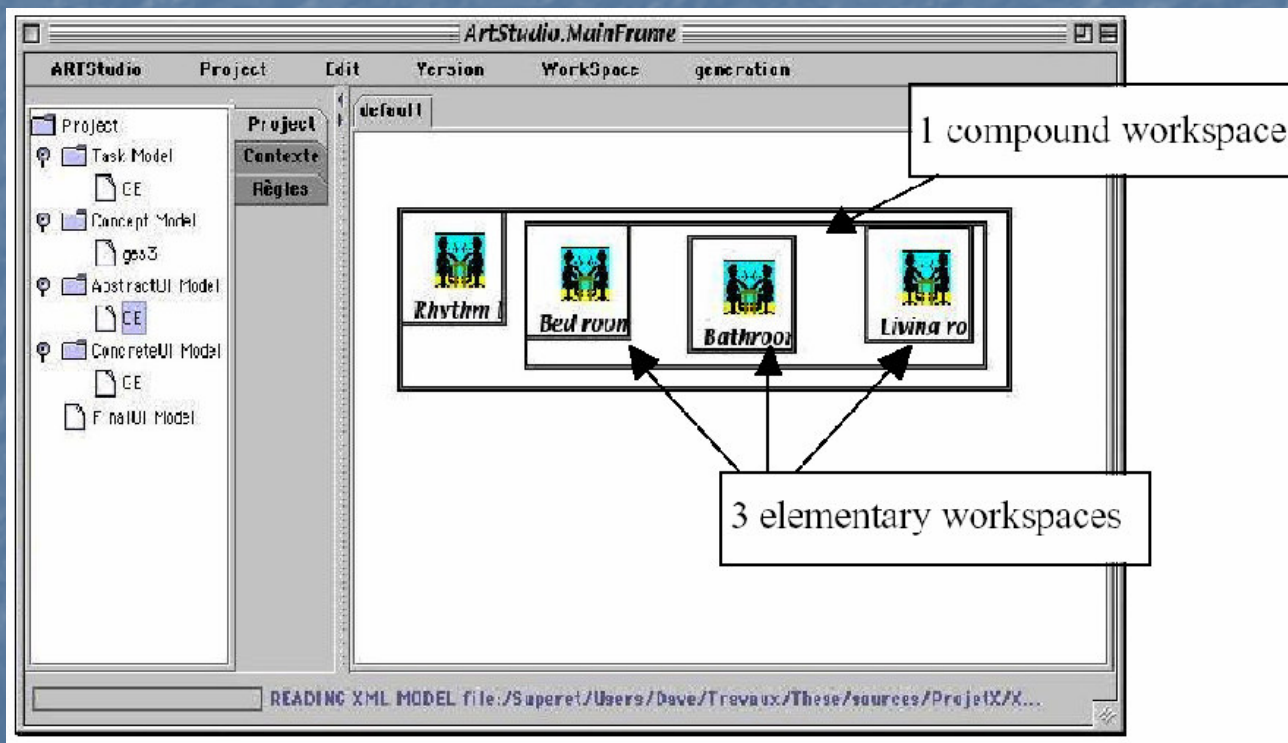 ArtStudio.MainFrame
ARTStudio Project Edit Version WorkSpace generation
Project
Task Model
CE
Concept Model
ges3
AbstractUI Model
CE
ConcreteUI Model
CE
FinalUI Model
Project
Contexte
Règles
default
1 compound workspace
Rhythm
Bed room
Bathroo
Living ro
3 elementary workspaces
READING XML MODEL file:/Superet/Users/Dave/Travaux/These/sources/ProjetX/X...